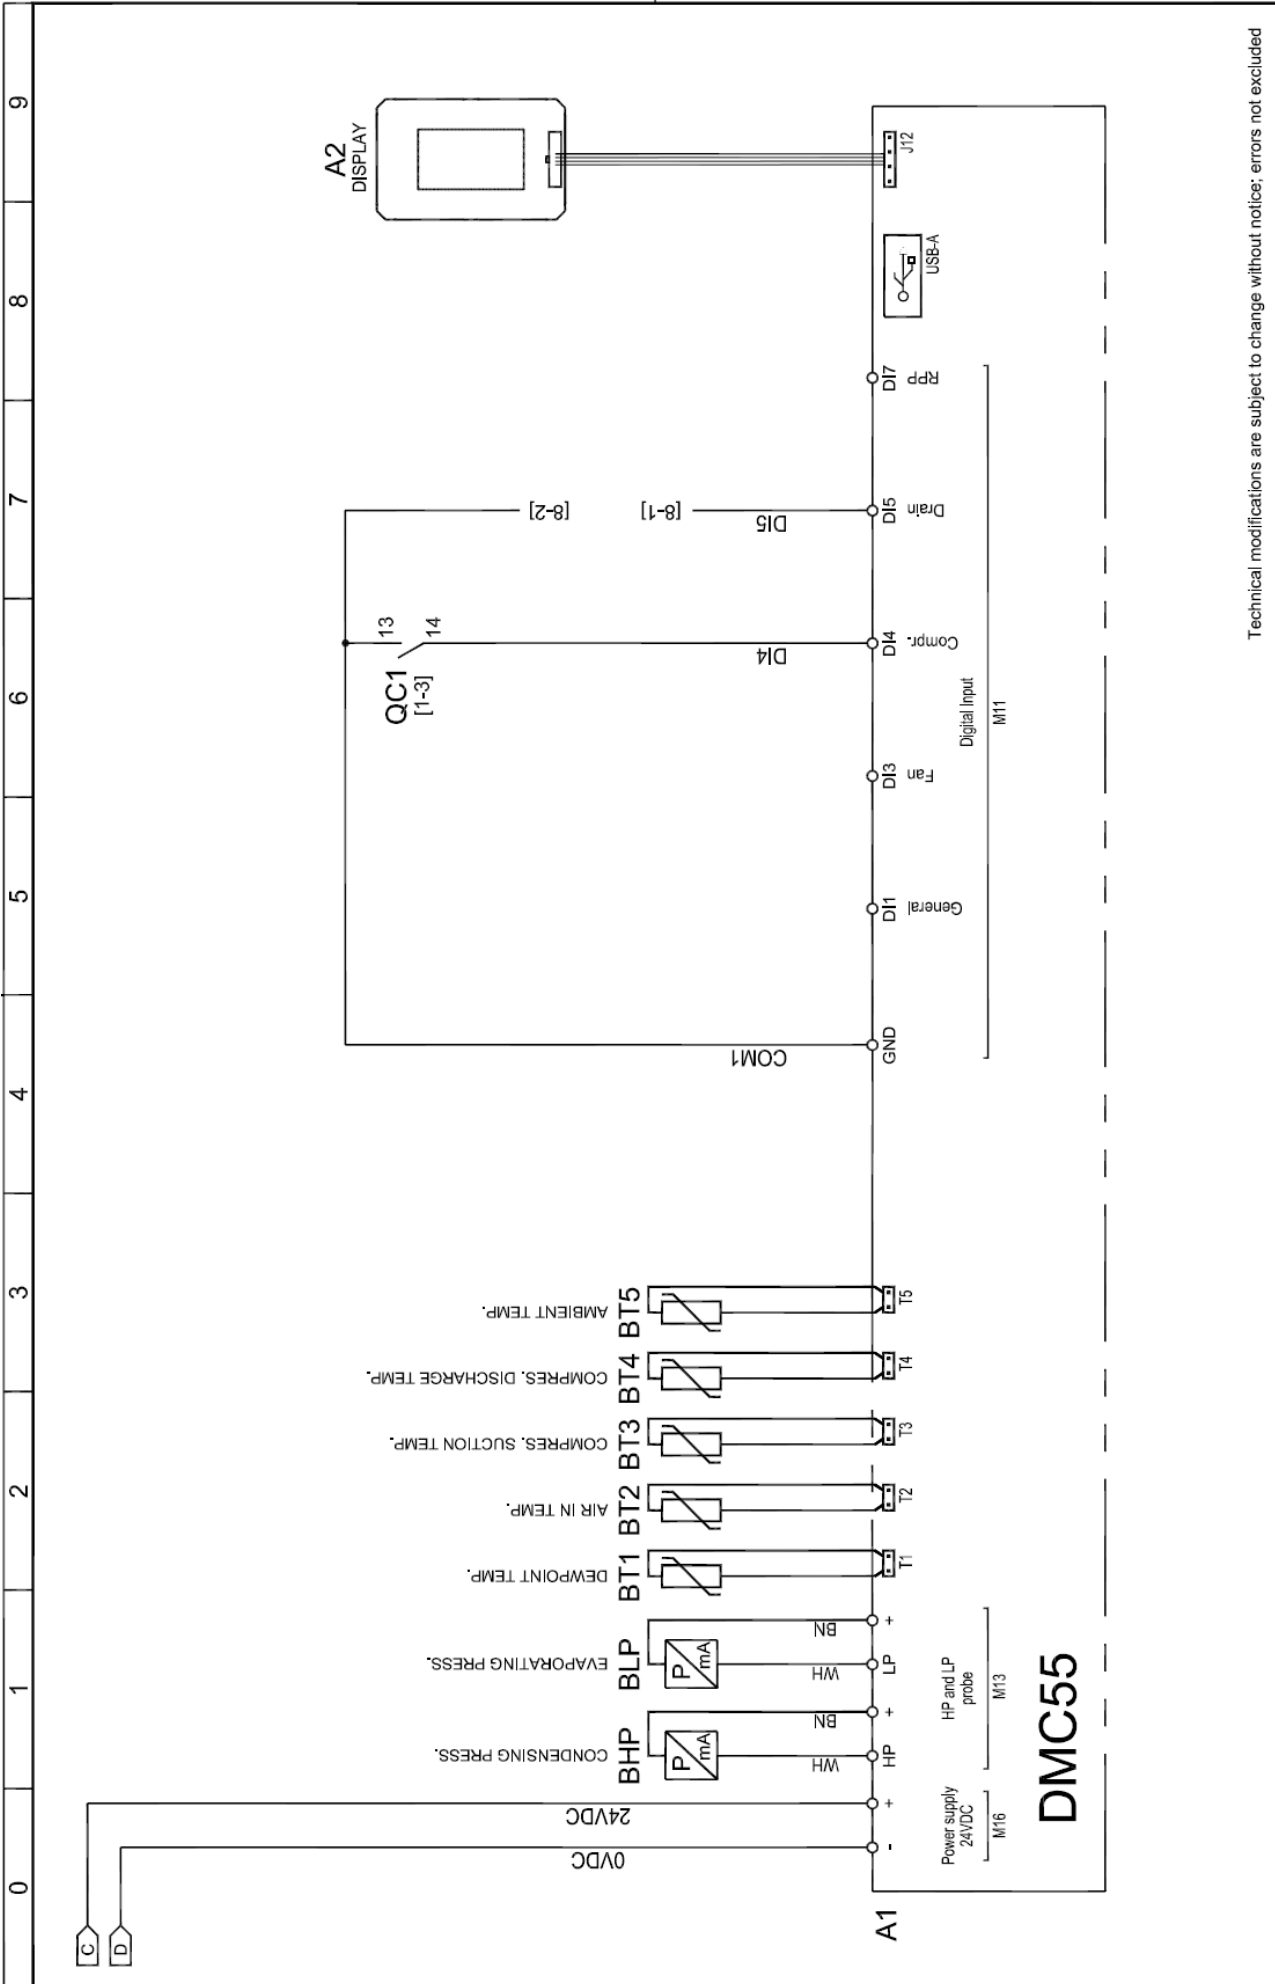 0 1 2 3 4 5 6 7 8 9
C
D
A2
DISPLAY
QC1
[1-3]
13
14
[8-2]
[8-1]
AMBIENT TEMP.
COMPRES. DISCHARGE TEMP.
COMPRES. SUCTION TEMP.
AIR IN TEMP.
DEWPOINT TEMP.
EVAPORATING PRESS.
CONDENSING PRESS.
BHP
BLP
BT1
BT2
BT3
BT4
BT5
P
mA
P
mA
0VDC
24VDC
WH
BN
WH
BN
COM1
DI4
DI5
A1
-
+
HP
+
LP
+
T1
T2
T3
T4
T5
GND
DI1
DI3
DI4
DI5
DI7
USB-A
J12
General
Fan
Compr.
Drain
RPP
Power supply
24VDC
M16
HP and LP
probe
M13
Digital Input
M11
DMC55
Technical modifications are subject to change without notice; errors not excluded